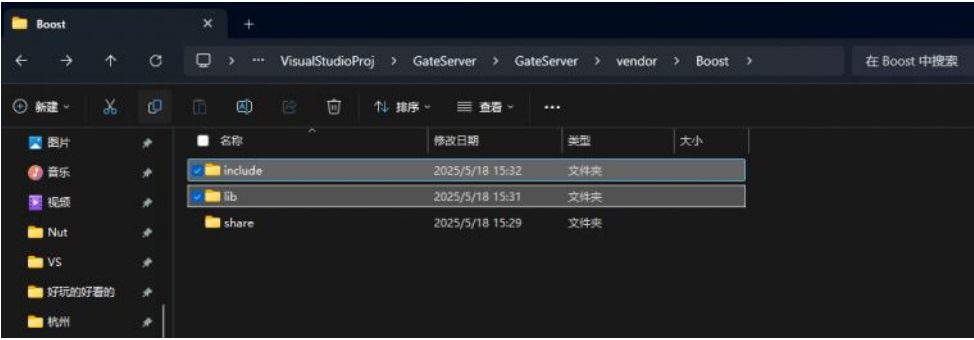 Boost
VisualStudioProj > GateServer > GateServer > vendor > Boost >
在 Boost 中搜索
新建
排序
查看
图片
音乐
视频
Nut
VS
好玩的好看的
杭州
名称 修改日期 类型 大小
include 2025/5/18 15:32 文件夹
lib 2025/5/18 15:31 文件夹
share 2025/5/18 15:29 文件夹